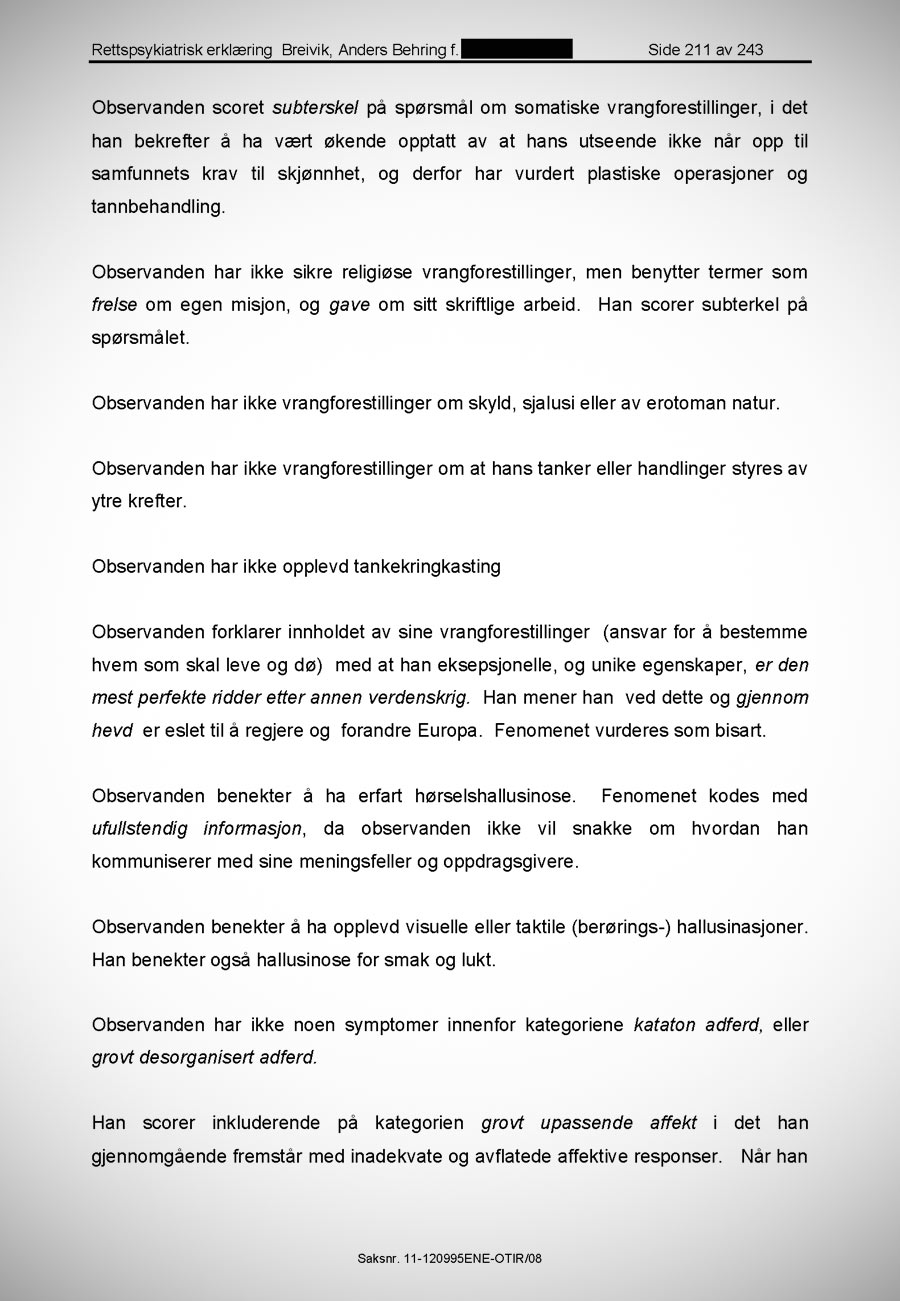 Rettspsykiatrisk erklæring Breivik, Anders Behring f. Side 211 av 243
Observanden scoret subterskel på spørsmål om somatiske vrangforestillinger, i det
han bekrefter å ha vært økende opptatt av at hans utseende ikke når opp til
samfunnets krav til skjønnhet, og derfor har vurdert plastiske operasjoner og
tannbehandling.
Observanden har ikke sikre religiøse vrangforestillinger, men benytter termer som
frelse om egen misjon, og gave om sitt skriftlige arbeid. Han scorer subterkel på
spørsmålet.
Observanden har ikke vrangforestillinger om skyld, sjalusi eller av erotoman natur.
Observanden har ikke vrangforestillinger om at hans tanker eller handlinger styres av
ytre krefter.
Observanden har ikke opplevd tankekringkasting
Observanden forklarer innholdet av sine vrangforestillinger (ansvar for å bestemme
hvem som skal leve og dø) med at han eksepsjonelle, og unike egenskaper, er den
mest perfekte ridder etter annen verdenskrig. Han mener han ved dette og gjennom
hevd er eslet til å regjere og forandre Europa. Fenomenet vurderes som bisart.
Observanden benekter å ha erfart hørselshallusinose. Fenomenet kodes med
ufullstendig informasjon, da observanden ikke vil snakke om hvordan han
kommuniserer med sine meningsfeller og oppdragsgivere.
Observanden benekter å ha opplevd visuelle eller taktile (berørings-) hallusinasjoner.
Han benekter også hallusinose for smak og lukt.
Observanden har ikke noen symptomer innenfor kategoriene kataton adferd, eller
grovt desorganisert adferd.
Han scorer inkluderende på kategorien grovt upassende affekt i det han
gjennomgående fremstår med inadekvate og avflatede affektive responser. Når han
Saksnr. 11-120995ENE-OTIR/08